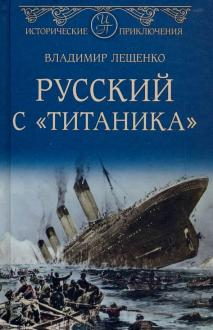 ИСТОРИЧЕСКИЕ ПРИКЛЮЧЕНИЯ
ВЛАДИМИР ЛЕЩЕНКО
РУССКИЙ
С «ТИТАНИКА»